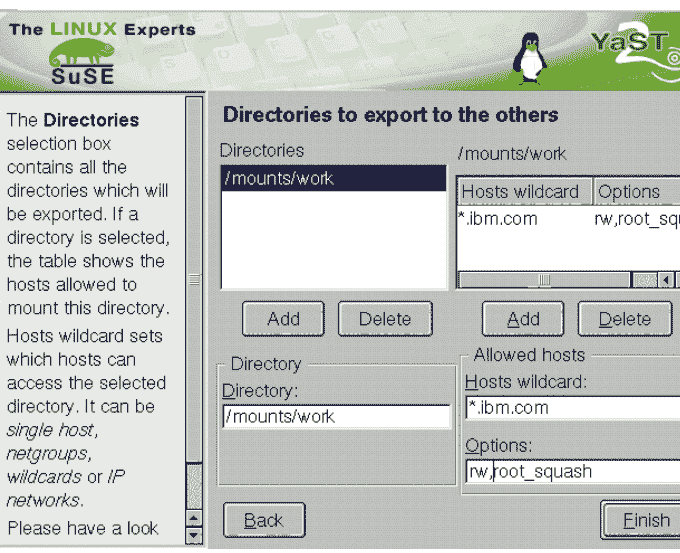 The LINUX Experts
SuSE
YaST
2
The Directories
selection box
contains all the
directories which will
be exported. If a
directory is selected,
the table shows the
hosts allowed to
mount this directory.
Hosts wildcard sets
which hosts can
access the selected
directory. It can be
single host,
netgroups,
wildcards or IP
networks.
Please have a look
Directories to export to the others
Directories
/mounts/work
Add
Delete
Directory
Directory:
/mounts/work
Back
/mounts/work
Hosts wildcard Options
*.ibm.com rw,root_squ
Add
Delete
Allowed hosts
Hosts wildcard:
*.ibm.com
Options:
rw,root_squash
Finish